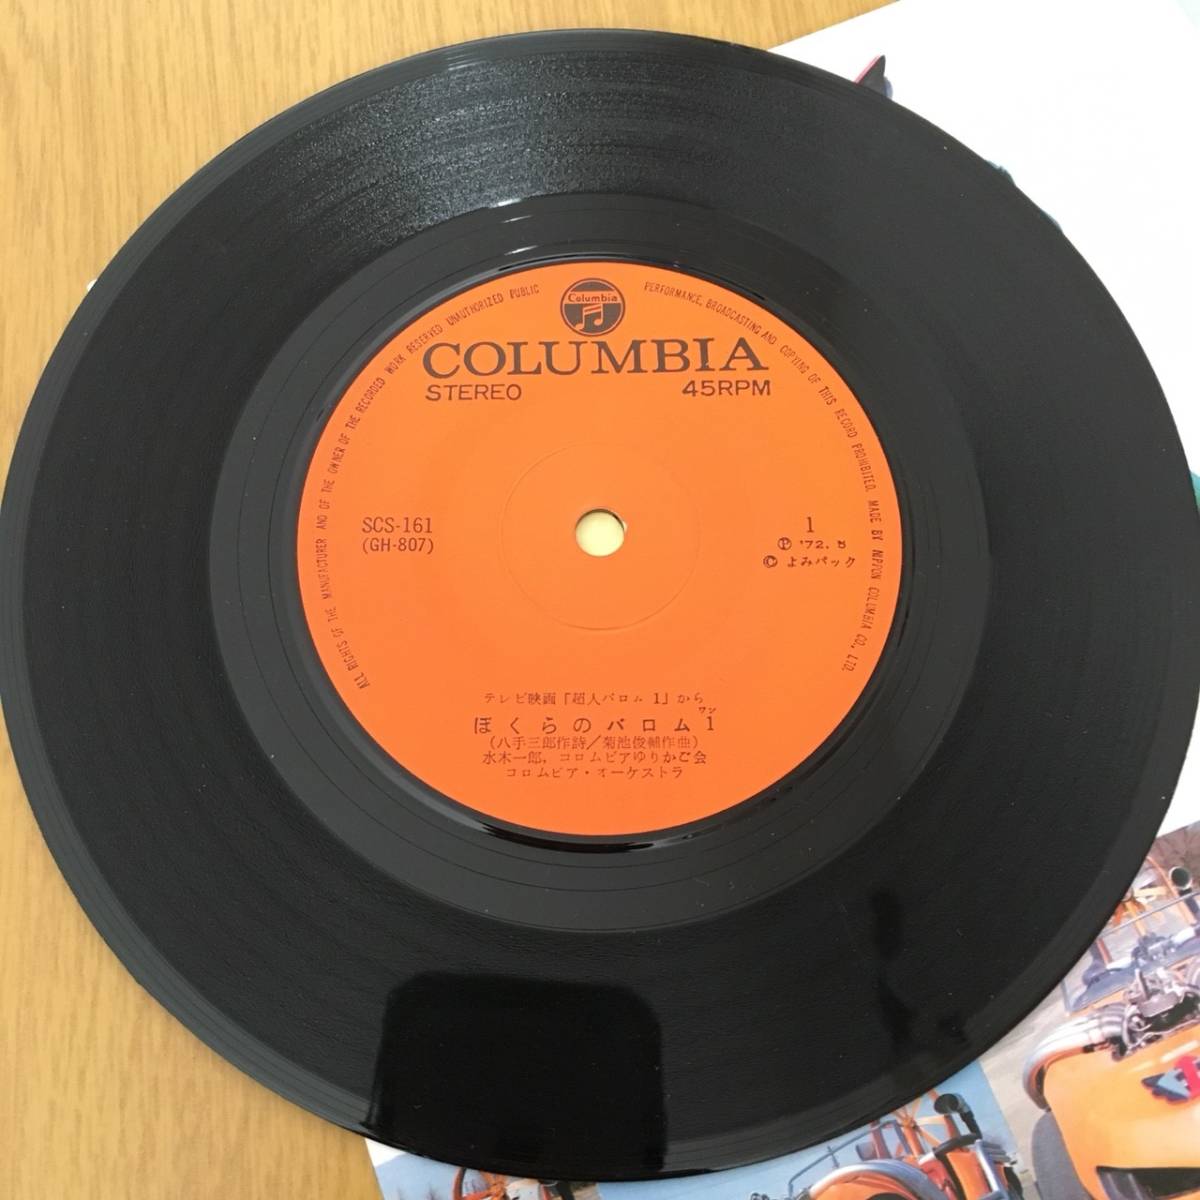 ALL RIGHTS OF THE MANUFACTURER AND OF THE OWNER OF THE RECORDED WORK RESERVED UNAUTHORIZED PUBLIC PERFORMANCE, BROADCASTING AND COPYING OF THIS RECORD PROHIBITED. MADE BY NIPPON COLUMBIA CO., LTD.
Columbia
COLUMBIA
STEREO 45RPM
SCS-161 1
(GH-807) Ⓟ '72. 5
© よみパック
テレビ映画「超人バロム1」から
ワン
ぼくらのバロム1
(八手三郎作詩/菊池俊輔作曲)
水木一郎, コロムビアゆりかご会
コロムビア・オーケストラ